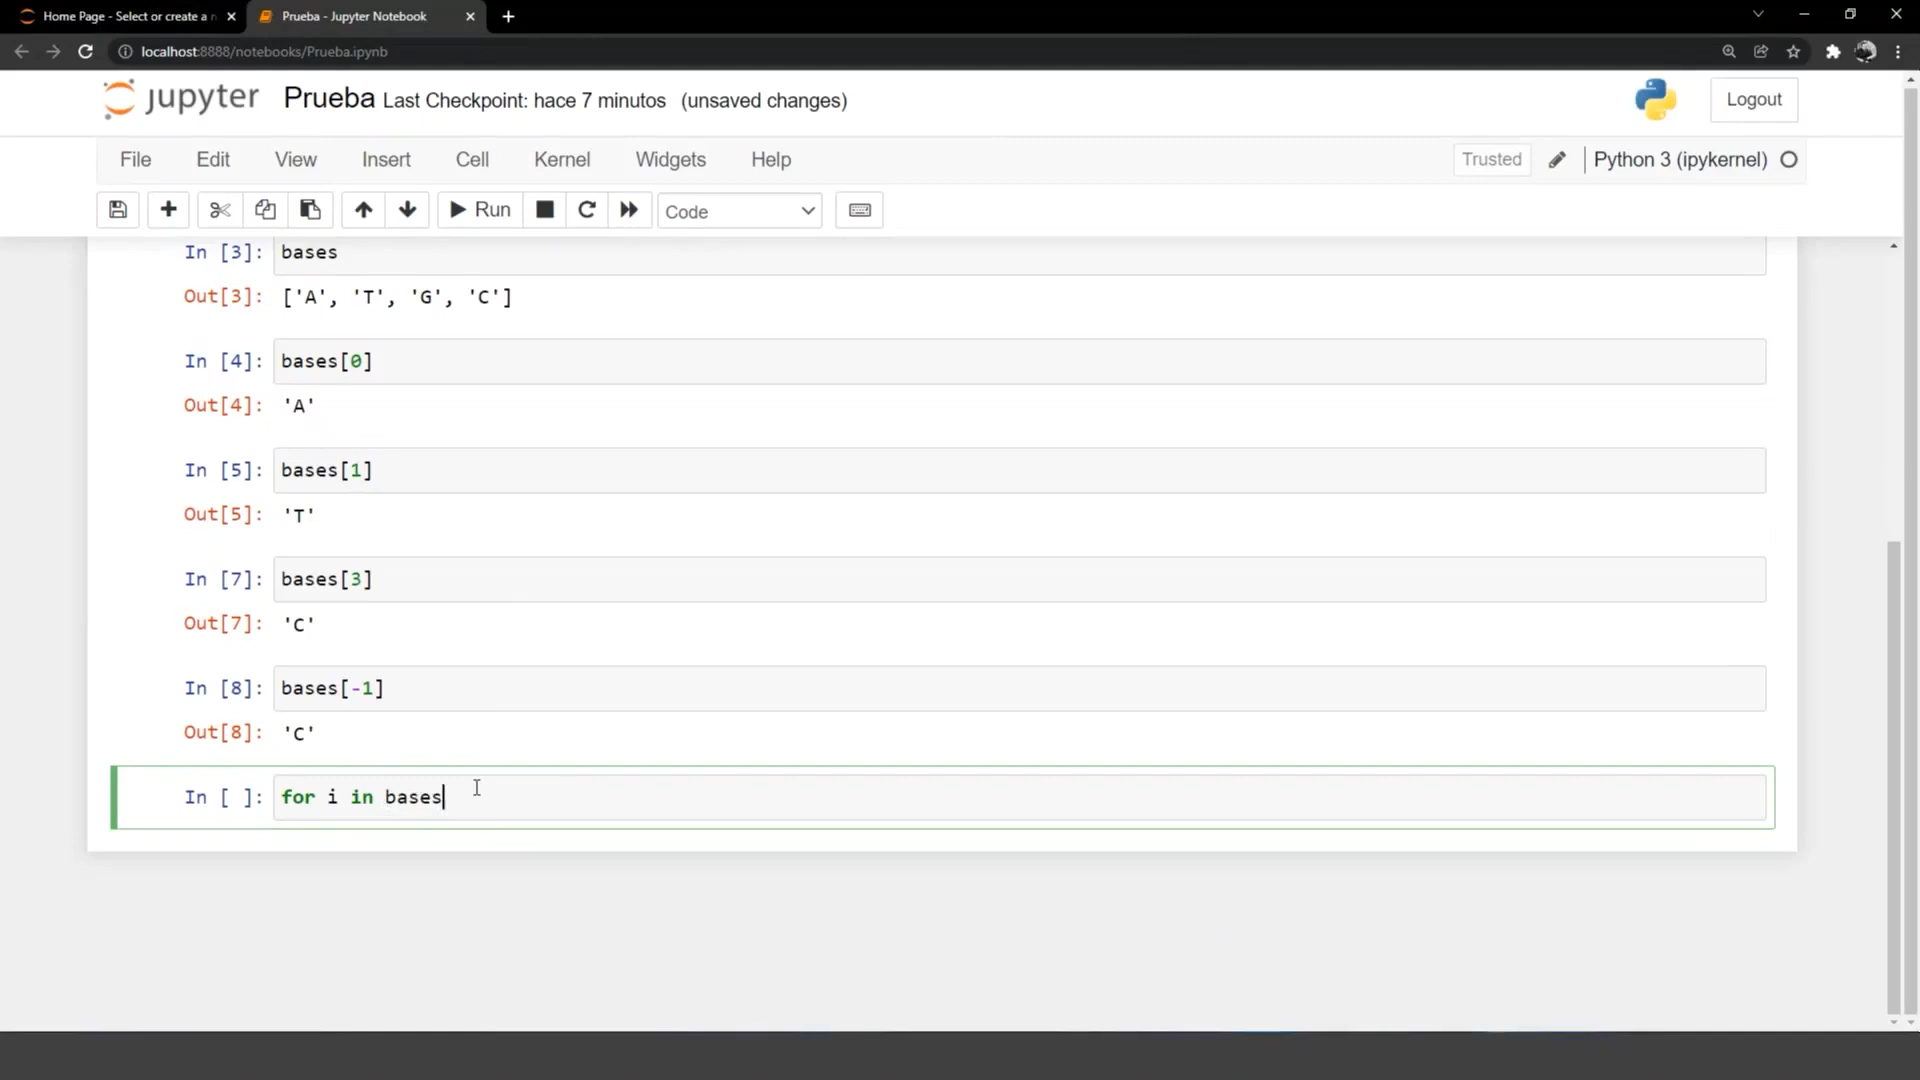 Home Page - Select or create a n
Prueba - Jupyter Notebook
localhost:8888/notebooks/Prueba.ipynb
jupyter Prueba Last Checkpoint: hace 7 minutos (unsaved changes)
Logout
File Edit View Insert Cell Kernel Widgets Help
Trusted Python 3 (ipykernel)
Run Code
In [3]: bases
Out[3]: ['A', 'T', 'G', 'C']
In [4]: bases[0]
Out[4]: 'A'
In [5]: bases[1]
Out[5]: 'T'
In [7]: bases[3]
Out[7]: 'C'
In [8]: bases[-1]
Out[8]: 'C'
In [ ]: for i in bases